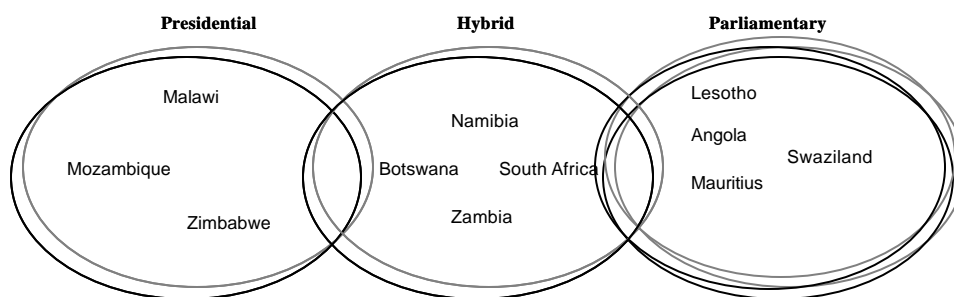 Presidential
Hybrid
Parliamentary
Malawi
Mozambique
Zimbabwe
Namibia
Botswana
South Africa
Zambia
Lesotho
Angola
Swaziland
Mauritius